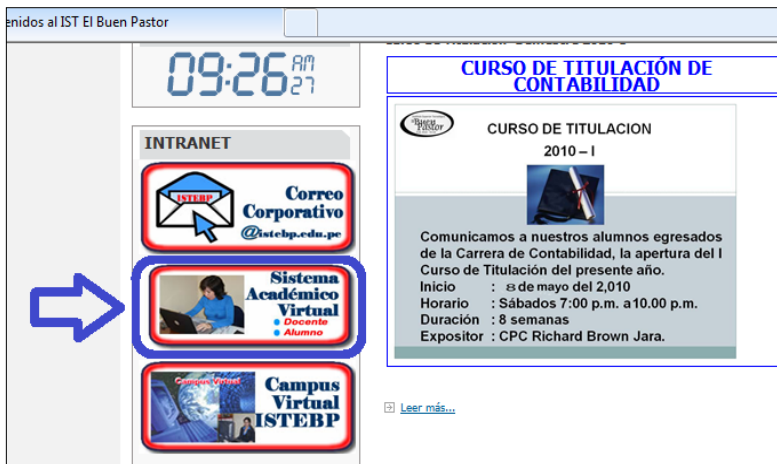 enidos al IST El Buen Pastor
09:26 AM
27
INTRANET
ISTEBP
Correo
Corporativo
@istebp.edu.pe
Sistema
Académico
Virtual
Docente
Alumno
Campus Virtual
Campus
Virtual
ISTEBP
CURSO DE TITULACIÓN DE
CONTABILIDAD
Buen
Pastor
CURSO DE TITULACION
2010 – I
Comunicamos a nuestros alumnos egresados
de la Carrera de Contabilidad, la apertura del I
Curso de Titulación del presente año.
Inicio : 8 de mayo del 2,010
Horario : Sábados 7:00 p.m. a10.00 p.m.
Duración : 8 semanas
Expositor : CPC Richard Brown Jara.
Leer más...